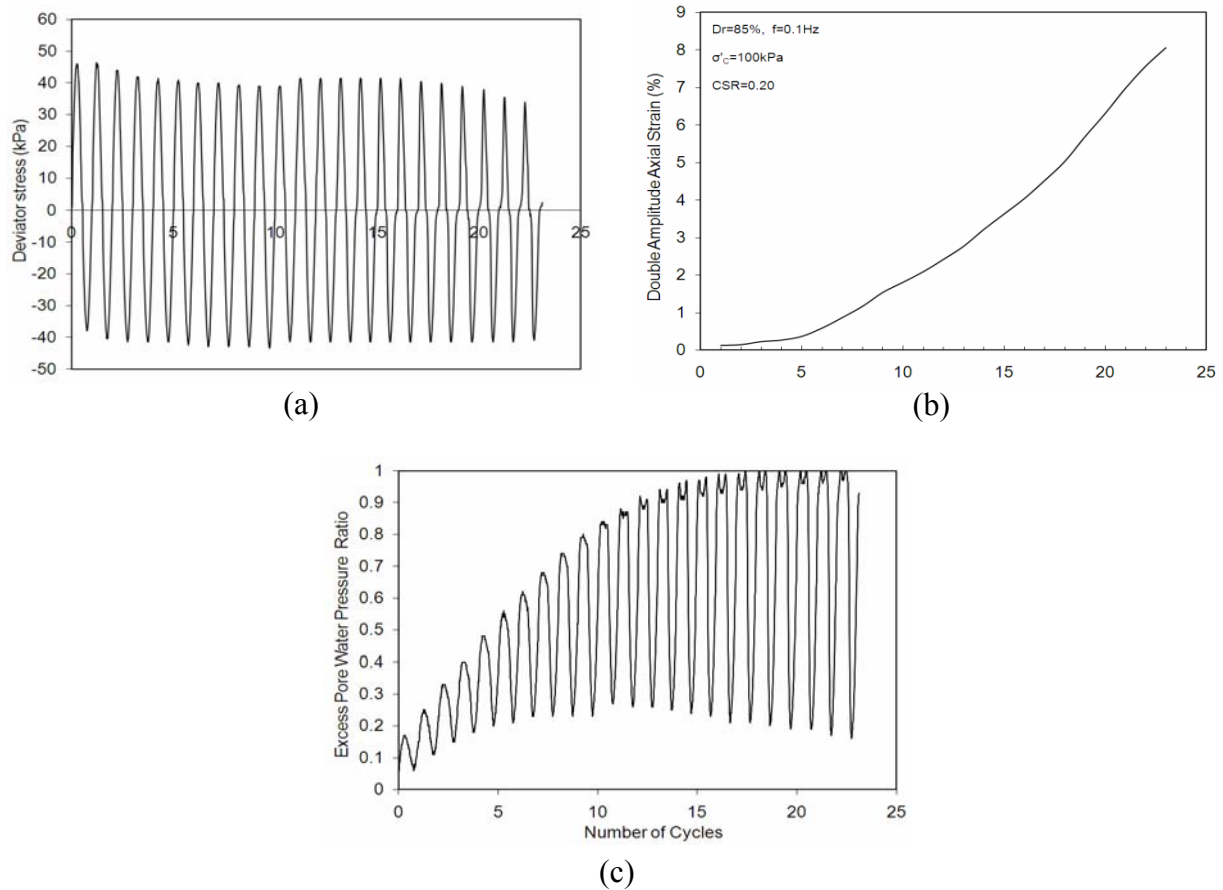 60
50
40
30
20
10
0
-10
-20
-30
-40
-50
0 5 10 15 20 25
Deviator stress (kPa)
(a)
9
8
7
6
5
4
3
2
1
0
0 5 10 15 20 25
Double Amplitude Axial Strain (%)
Dr=85%, f=0.1Hz
σ'c=100kPa
CSR=0.20
(b)
1
0.9
0.8
0.7
0.6
0.5
0.4
0.3
0.2
0.1
0
0 5 10 15 20 25
Excess Pore Water Pressure Ratio
Number of Cycles
(c)